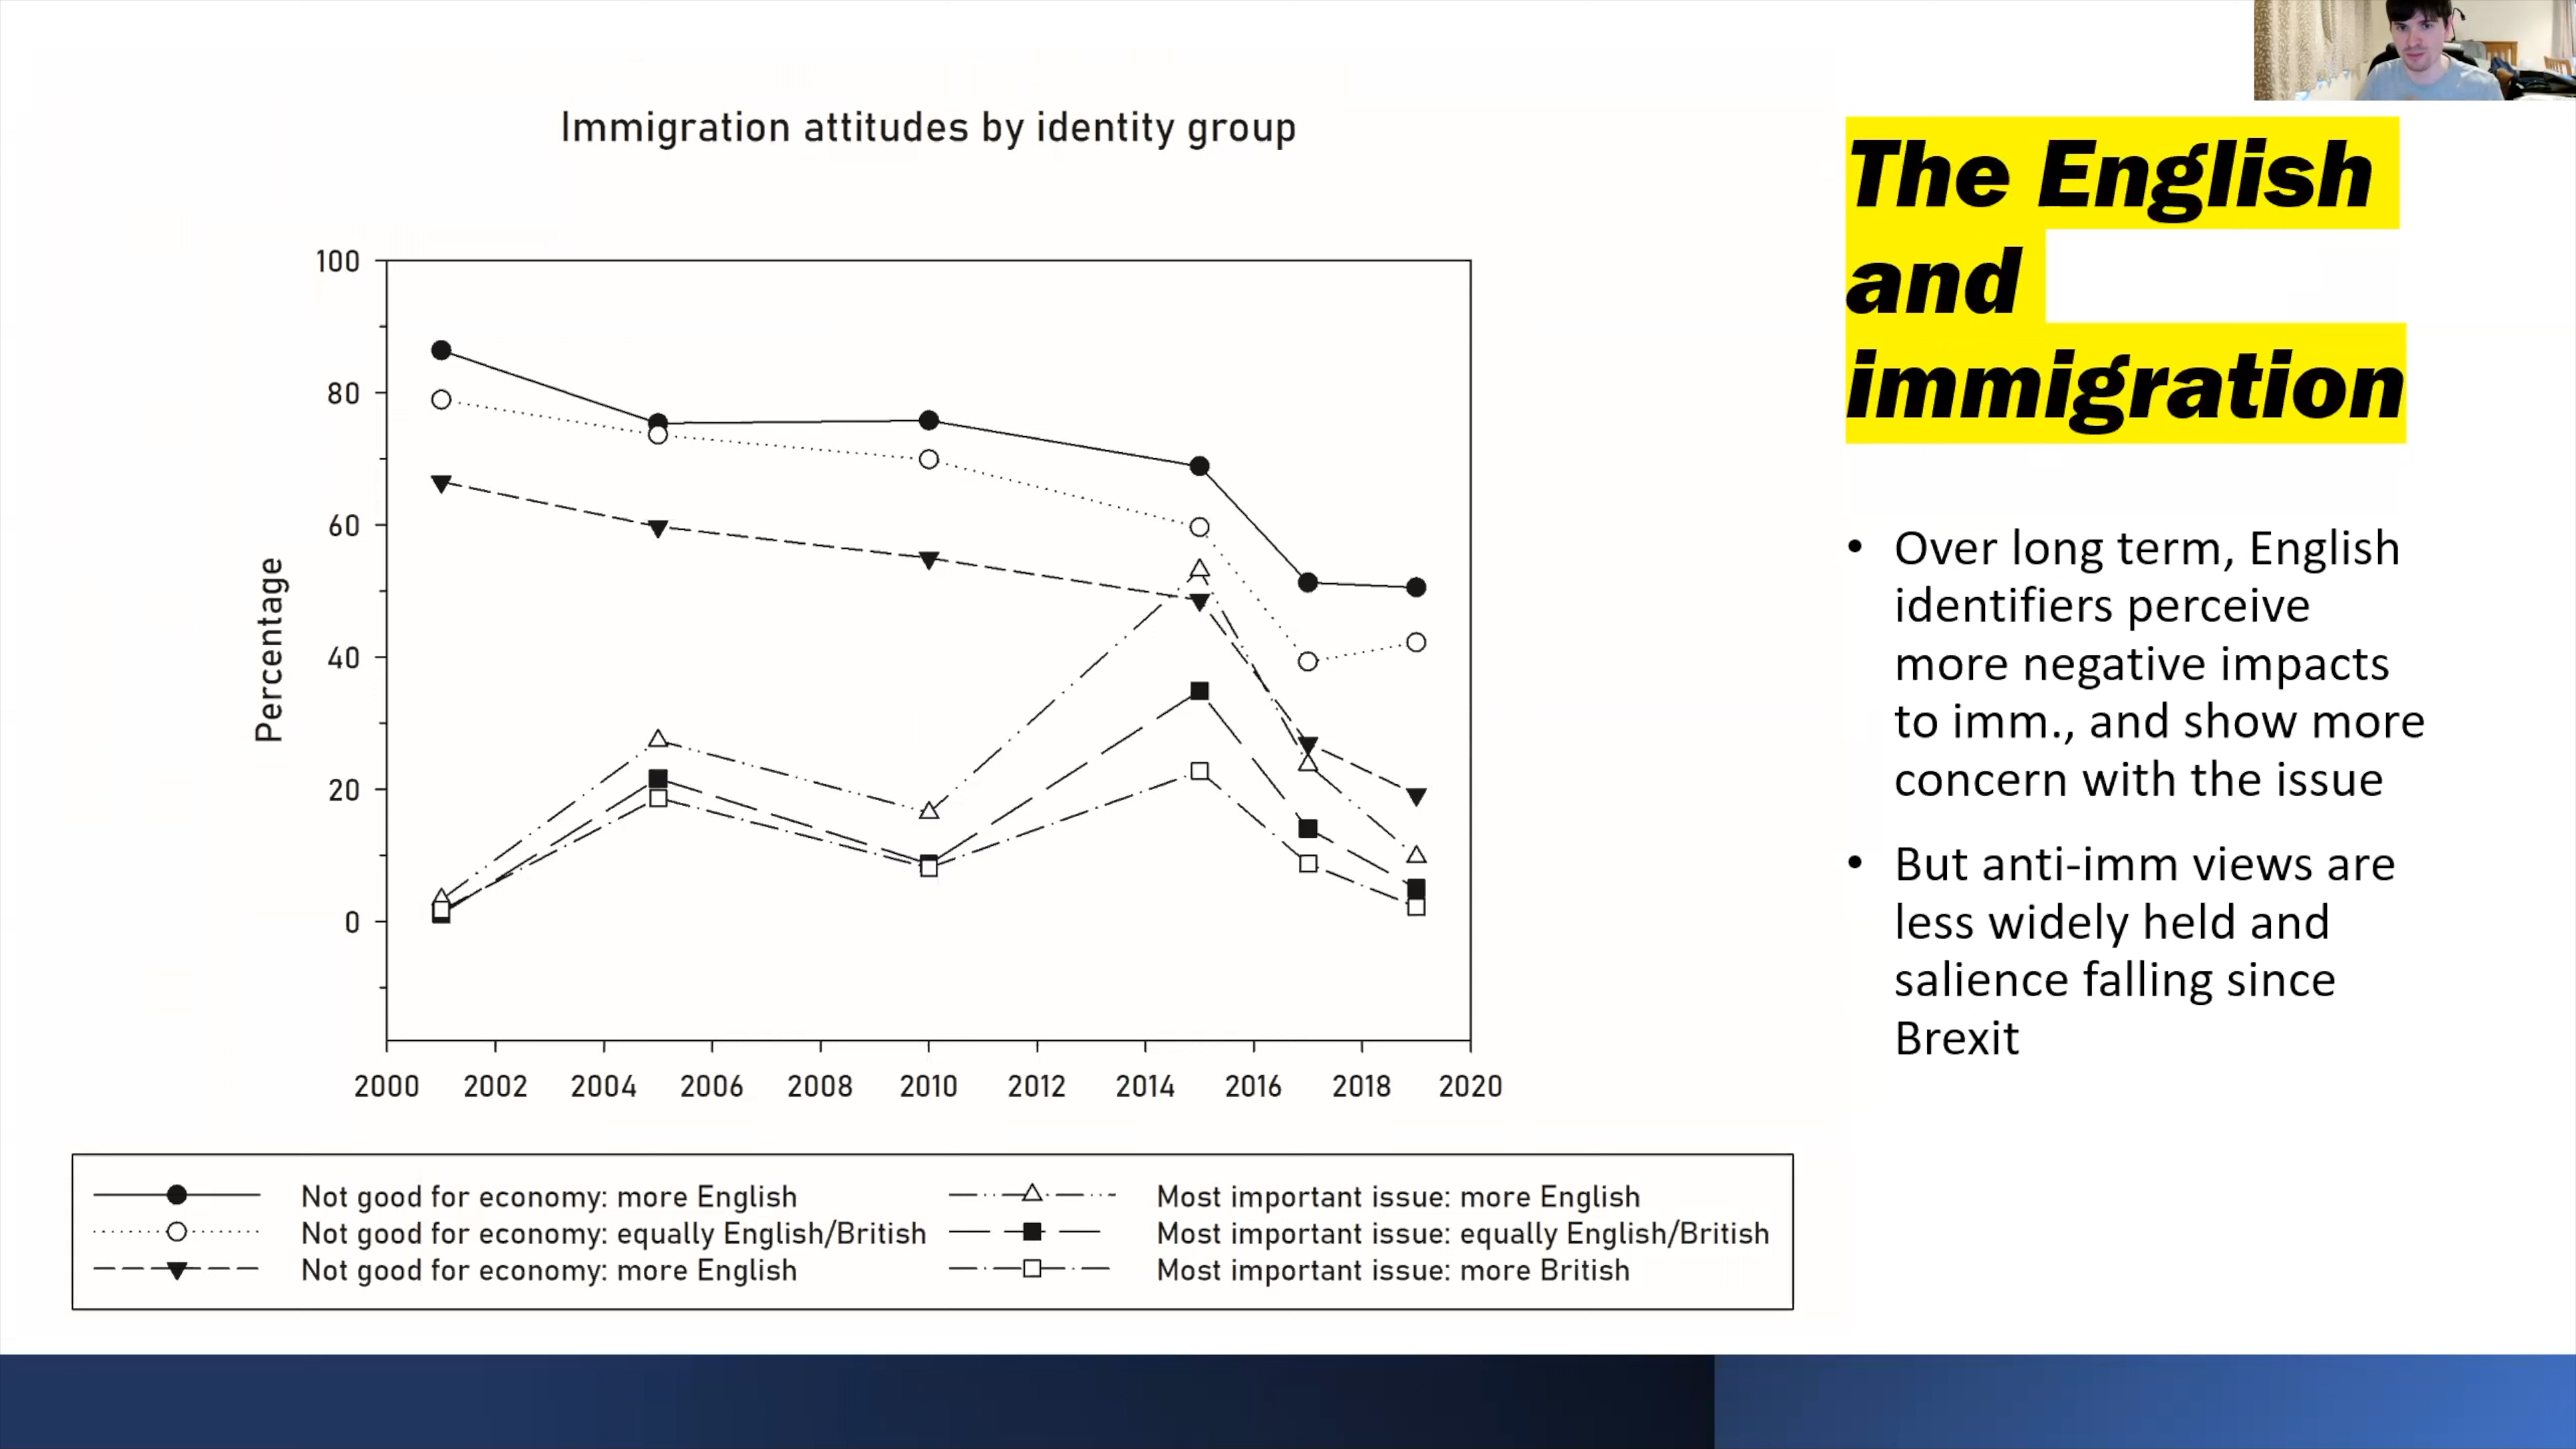 Immigration attitudes by identity group
100
80
60
40
20
0
Percentage
2000 2002 2004 2006 2008 2010 2012 2014 2016 2018 2020
Not good for economy: more English
Not good for economy: equally English/British
Not good for economy: more English
Most important issue: more English
Most important issue: equally English/British
Most important issue: more British
The English
and
immigration
• Over long term, English
identifiers perceive
more negative impacts
to imm., and show more
concern with the issue
• But anti-imm views are
less widely held and
salience falling since
Brexit